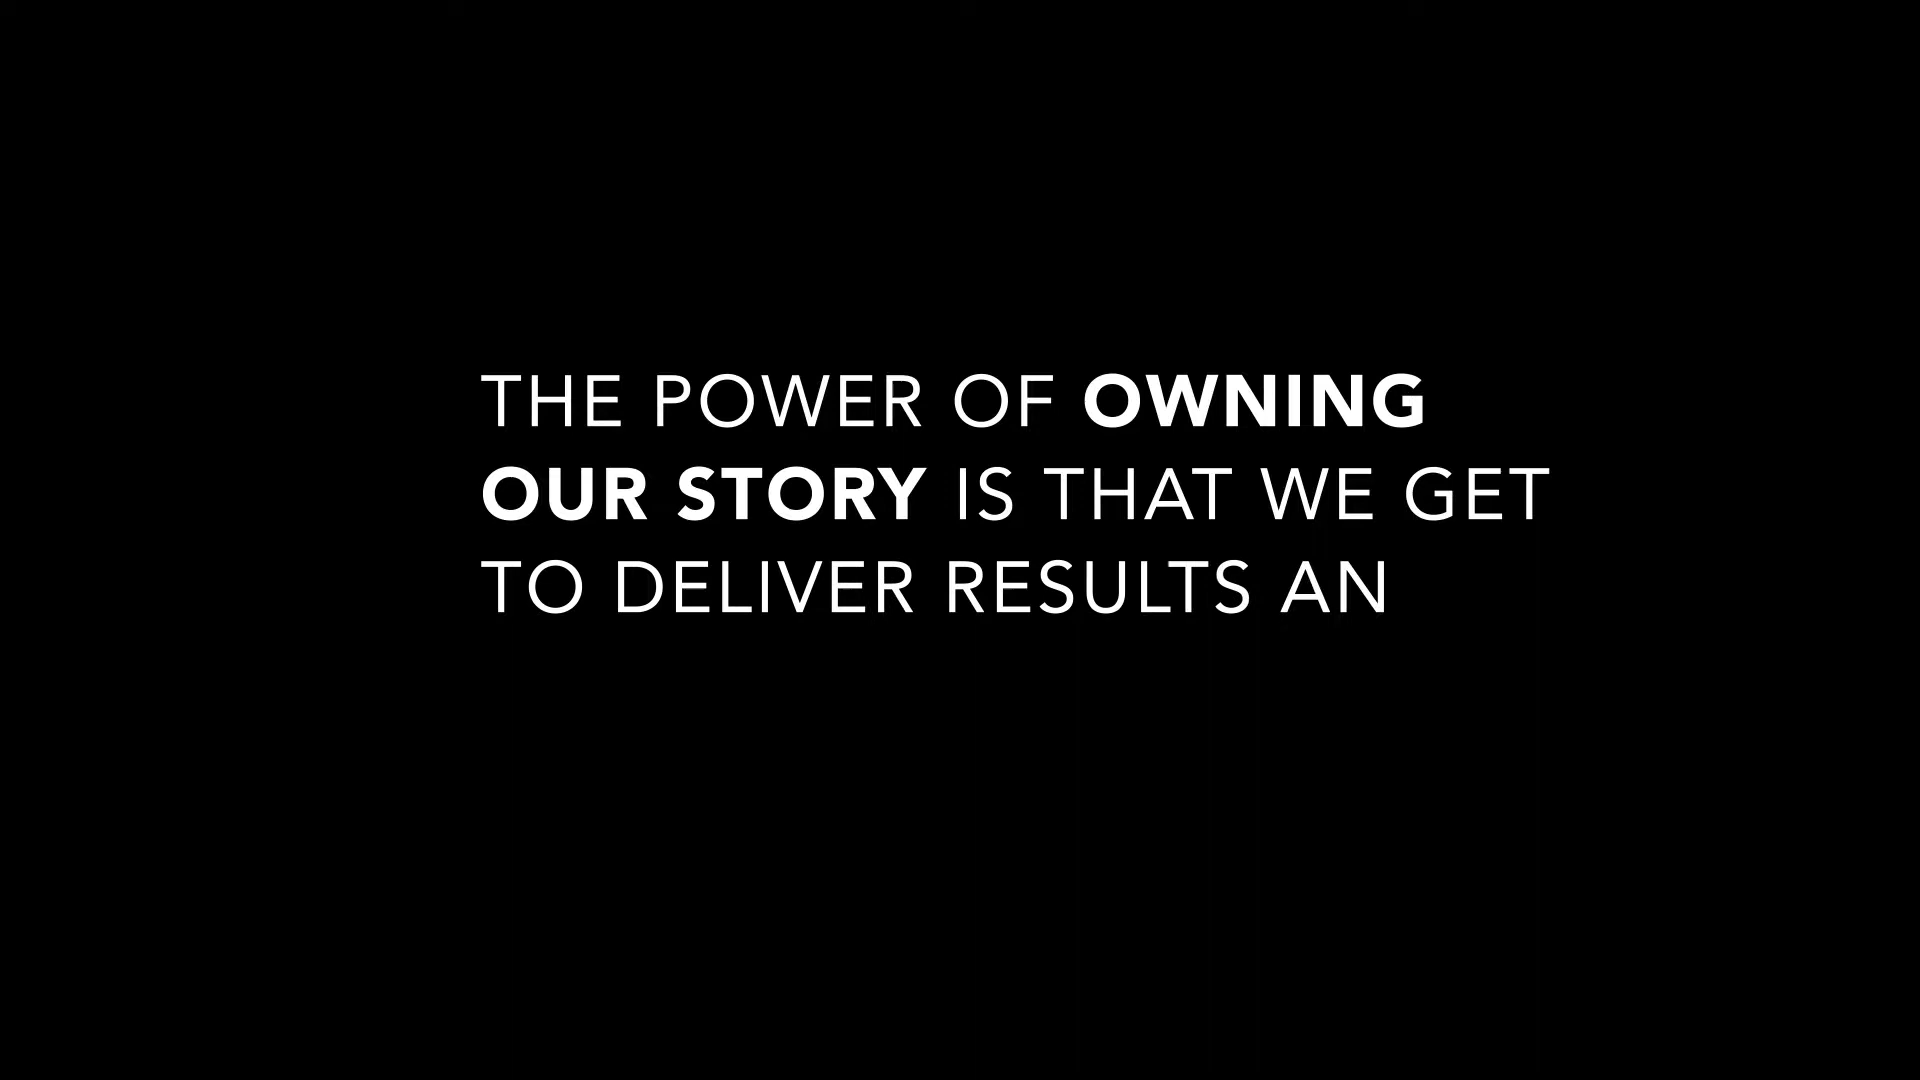 THE POWER OF OWNING
OUR STORY IS THAT WE GET
TO DELIVER RESULTS AN